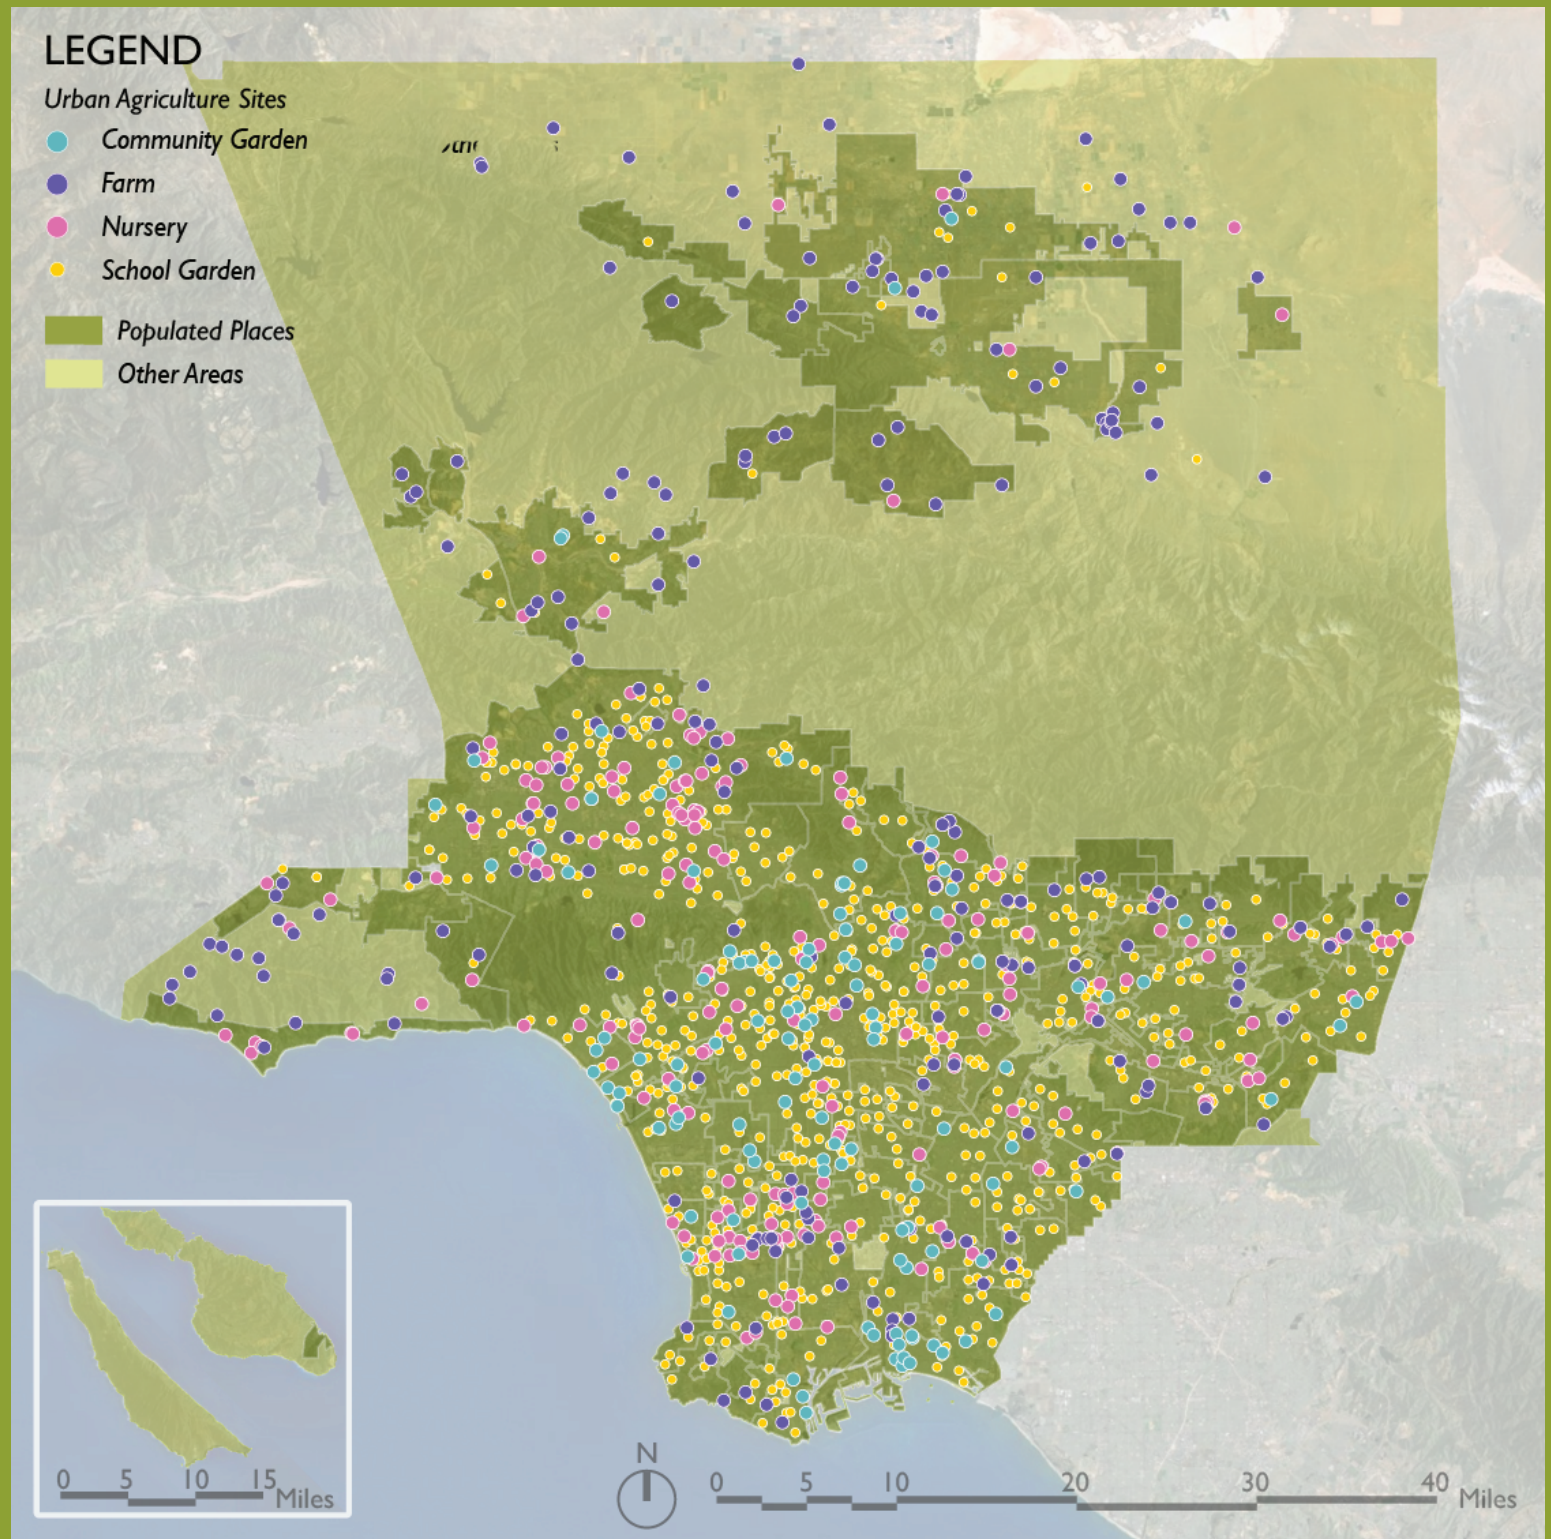 LEGEND
Urban Agriculture Sites
Community Garden
Farm
Nursery
School Garden
Populated Places
Other Areas
0 5 10 15 Miles
N
0 5 10 20 30 40 Miles